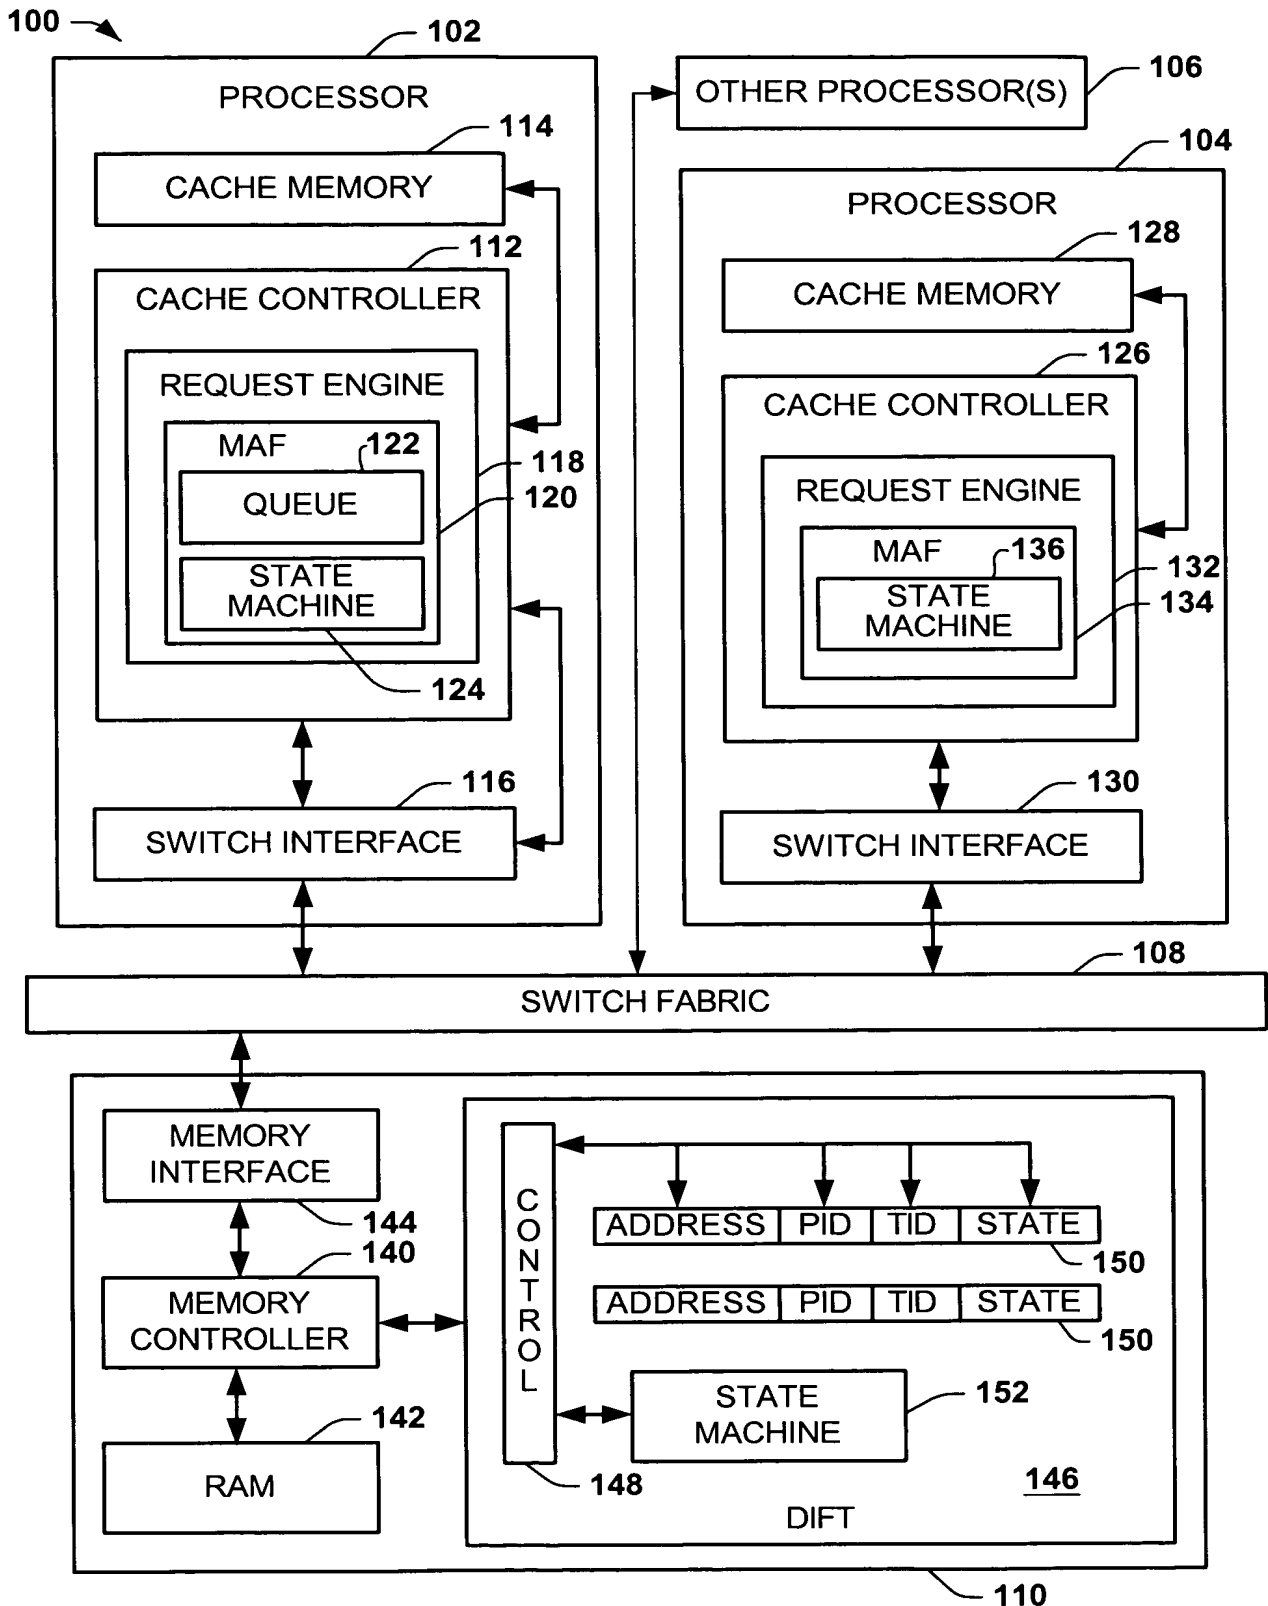 100
102
PROCESSOR
114
CACHE MEMORY
112
CACHE CONTROLLER
REQUEST ENGINE
MAF
122
118
QUEUE
120
STATE
MACHINE
124
116
SWITCH INTERFACE
OTHER PROCESSOR(S)
106
104
PROCESSOR
128
CACHE MEMORY
126
CACHE CONTROLLER
REQUEST ENGINE
MAF
136
132
STATE
MACHINE
134
130
SWITCH INTERFACE
108
SWITCH FABRIC
MEMORY
INTERFACE
144
140
MEMORY
CONTROLLER
142
RAM
CONTROL
148
ADDRESS PID TID STATE
150
ADDRESS PID TID STATE
150
STATE
MACHINE
152
146
DIFT
110